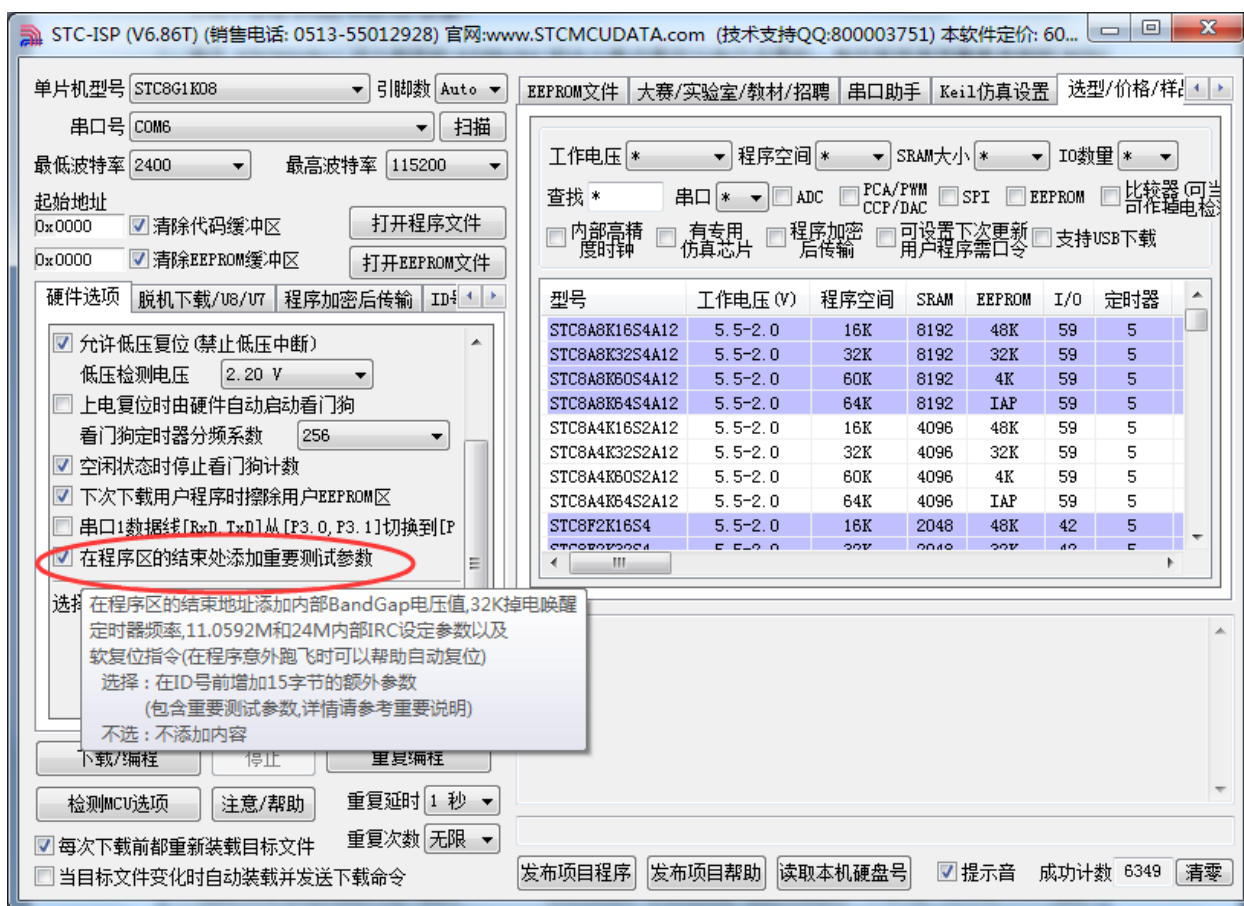 STC-ISP (V6.86T) (销售电话: 0513-55012928) 官网:www.STCMCUDATA.com (技术支持QQ:800003751) 本软件定价: 60...
单片机型号 STC8G1K08 引脚数 Auto
串口号 COM6 扫描
最低波特率 2400 最高波特率 115200
起始地址
0x0000 清除代码缓冲区 打开程序文件
0x0000 清除EEPROM缓冲区 打开EEPROM文件
硬件选项 脱机下载/U8/U7 程序加密后传输
允许低压复位(禁止低压中断)
低压检测电压 2.20 V
上电复位时由硬件自动启动看门狗
看门狗定时器分频系数 256
空闲状态时停止看门狗计数
下次下载用户程序时擦除用户EEPROM区
串口1数据线[RxD,TxD]从[P3.0,P3.1]切换到[P
在程序区的结束处添加重要测试参数
在程序区的结束地址添加内部BandGap电压值,32K掉电唤醒
定时器频率,11.0592M和24M内部IRC设定参数以及
软复位指令(在程序意外跑飞时可以帮助自动复位)
选择 : 在ID号前增加15字节的额外参数
(包含重要测试参数,详情请参考重要说明)
不选 : 不添加内容
下载/编程 停止 重复编程
检测MCU选项 注意/帮助 重复延时 1 秒
每次下载前都重新装载目标文件 重复次数 无限
当目标文件变化时自动装载并发送下载命令
EEPROM文件 大赛/实验室/教材/招聘 串口助手 Keil仿真设置 选型/价格/样
工作电压 * 程序空间 * SRAM大小 * IO数量 *
查找 * 串口 * ADC PCA/PWM CCP/DAC SPI EEPROM 比较器(可当可作掉电检
内部高精度时钟 有专用仿真芯片 程序加密后传输 可设置下次更新用户程序需口令 支持USB下载
型号 工作电压(V) 程序空间 SRAM EEPROM I/O 定时器
STC8A8K16S4A12 5.5-2.0 16K 8192 48K 59 5
STC8A8K32S4A12 5.5-2.0 32K 8192 32K 59 5
STC8A8K60S4A12 5.5-2.0 60K 8192 4K 59 5
STC8A8K64S4A12 5.5-2.0 64K 8192 IAP 59 5
STC8A4K16S2A12 5.5-2.0 16K 4096 48K 59 5
STC8A4K32S2A12 5.5-2.0 32K 4096 32K 59 5
STC8A4K60S2A12 5.5-2.0 60K 4096 4K 59 5
STC8A4K64S2A12 5.5-2.0 64K 4096 IAP 59 5
STC8F2K16S4 5.5-2.0 16K 2048 48K 42 5
STC8F2K32S4 5.5-2.0 32K 2048 32K 42 5
发布项目程序 发布项目帮助 读取本机硬盘号 提示音 成功计数 6349 清零